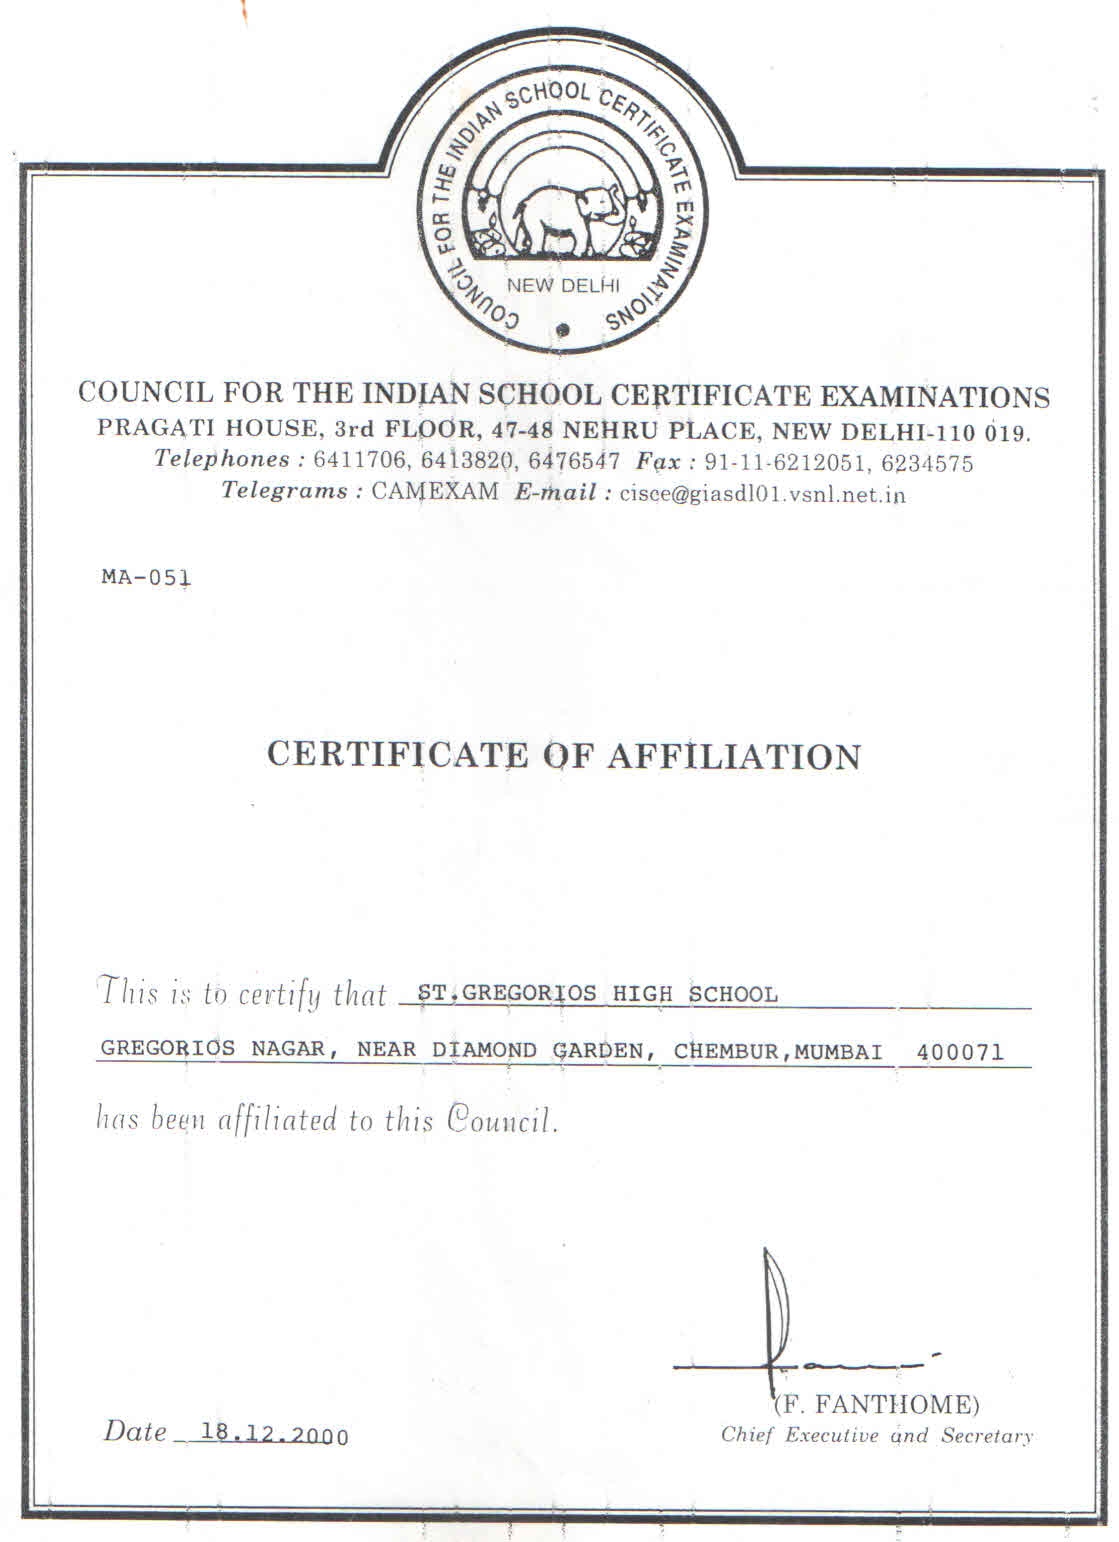 COUNCIL FOR THE INDIAN SCHOOL CERTIFICATE EXAMINATIONS
NEW DELHI
COUNCIL FOR THE INDIAN SCHOOL CERTIFICATE EXAMINATIONS
PRAGATI HOUSE, 3rd FLOOR, 47-48 NEHRU PLACE, NEW DELHI-110 019.
Telephones : 6411706, 6413820, 6476547 Fax : 91-11-6212051, 6234575
Telegrams : CAMEXAM E-mail : cisce@giasdl01.vsnl.net.in
MA-051
CERTIFICATE OF AFFILIATION
This is to certify that ST.GREGORIOS HIGH SCHOOL
GREGORIOS NAGAR, NEAR DIAMOND GARDEN, CHEMBUR,MUMBAI 400071
has been affiliated to this Council.
(F. FANTHOME)
Date 18.12.2000
Chief Executive and Secretary